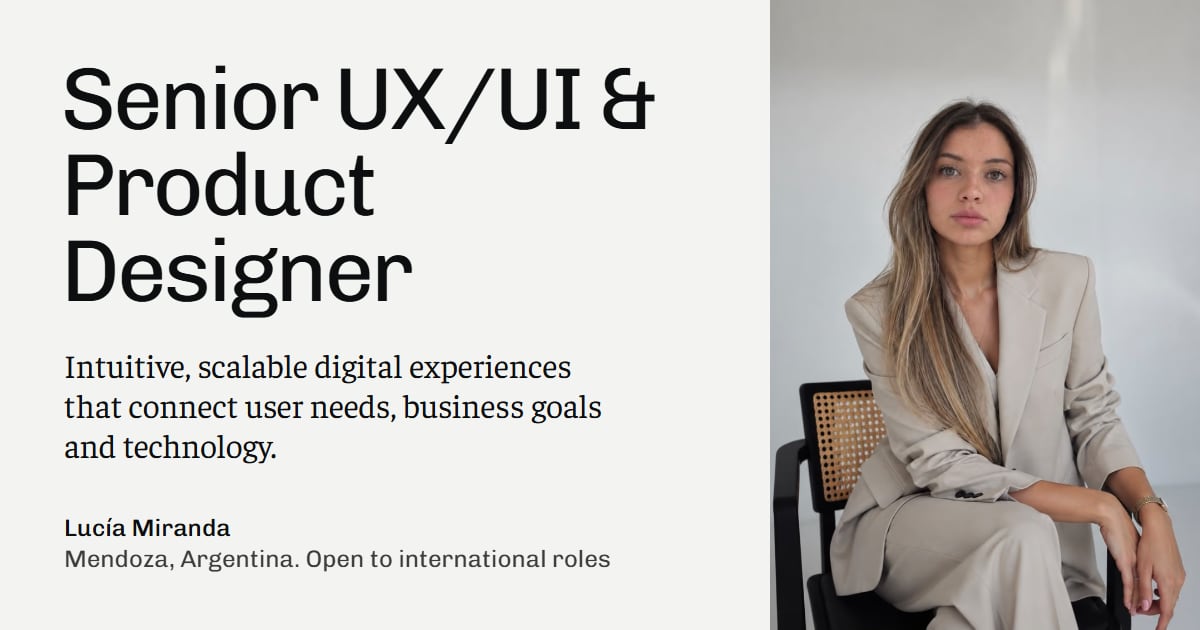 Senior UX/UI &
Product
Designer
Intuitive, scalable digital experiences
that connect user needs, business goals
and technology.
Lucía Miranda
Mendoza, Argentina. Open to international roles